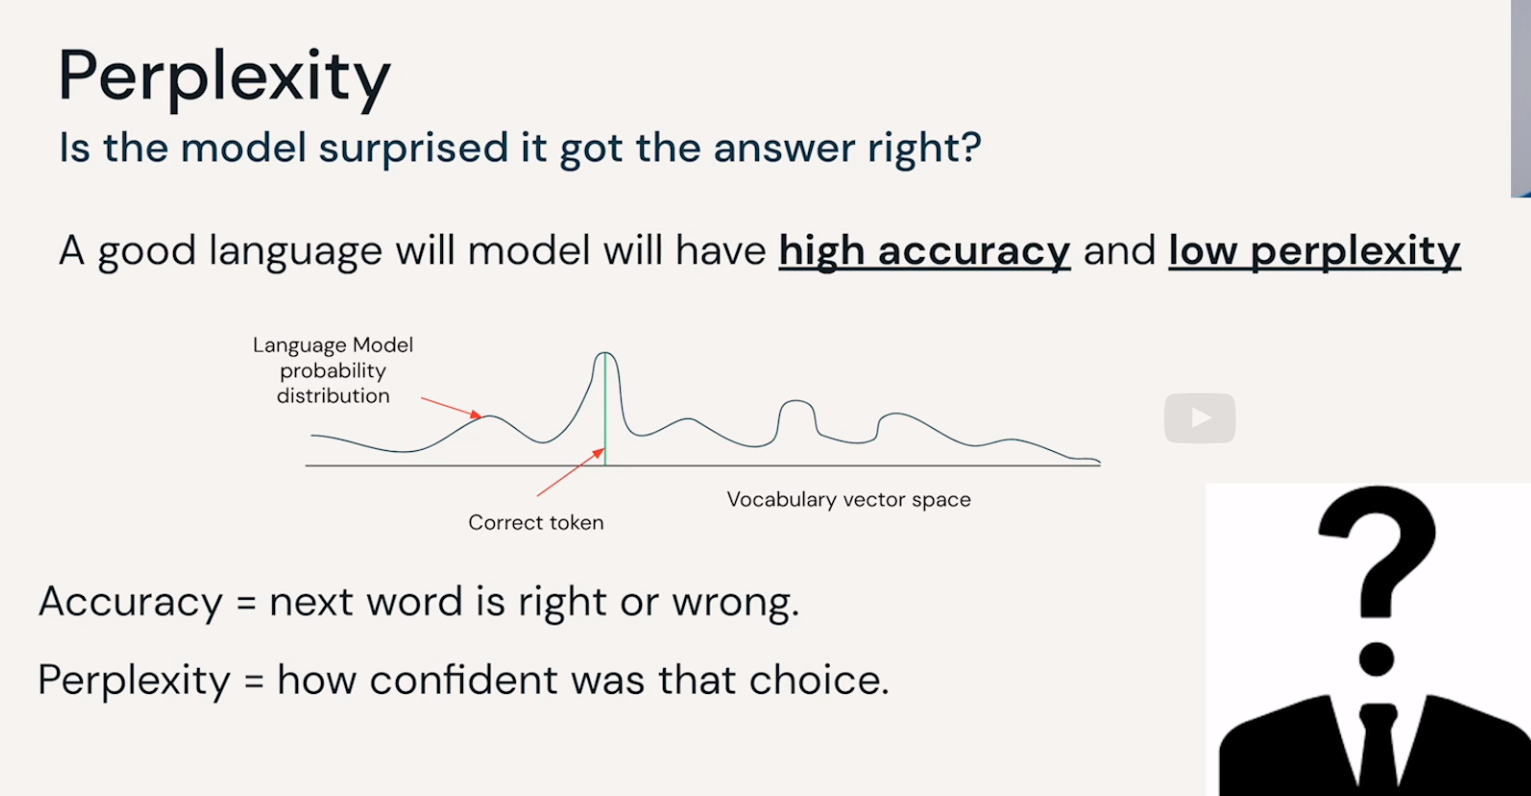 Perplexity
Is the model surprised it got the answer right?
A good language will model will have high accuracy and low perplexity
Language Model
probability
distribution
Correct token
Vocabulary vector space
Accuracy = next word is right or wrong.
Perplexity = how confident was that choice.
?